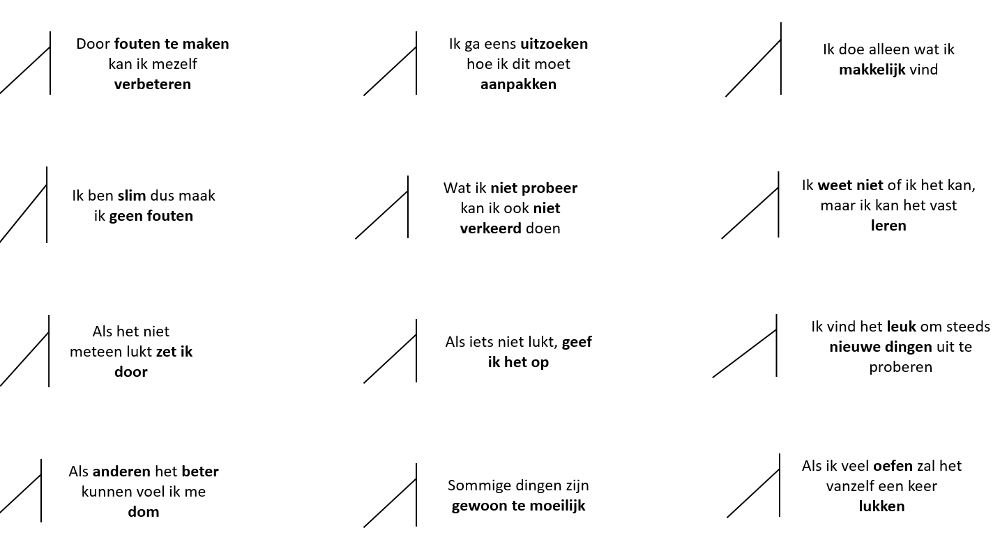 Door fouten te maken
kan ik mezelf
verbeteren
Ik ga eens uitzoeken
hoe ik dit moet
aanpakken
Ik doe alleen wat ik
makkelijk vind
Ik ben slim dus maak
ik geen fouten
Wat ik niet probeer
kan ik ook niet
verkeerd doen
Ik weet niet of ik het kan,
maar ik kan het vast
leren
Als het niet
meteen lukt zet ik
door
Als iets niet lukt, geef
ik het op
Ik vind het leuk om steeds
nieuwe dingen uit te
proberen
Als anderen het beter
kunnen voel ik me
dom
Sommige dingen zijn
gewoon te moeilijk
Als ik veel oefen zal het
vanzelf een keer
lukken